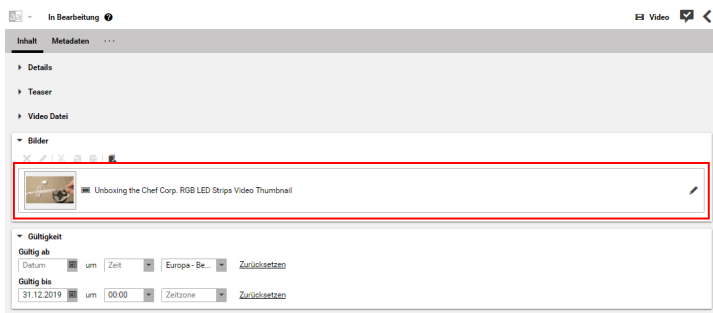 In Bearbeitung
Video
Inhalt Metadaten ...
Details
Teaser
Video Datei
Bilder
Unboxing the Chef Corp. RGB LED Strips Video Thumbnail
Gültigkeit
Gültig ab
Datum um Zeit Europa - Be... Zurücksetzen
Gültig bis
31.12.2019 um 00:00 Zeitzone Zurücksetzen